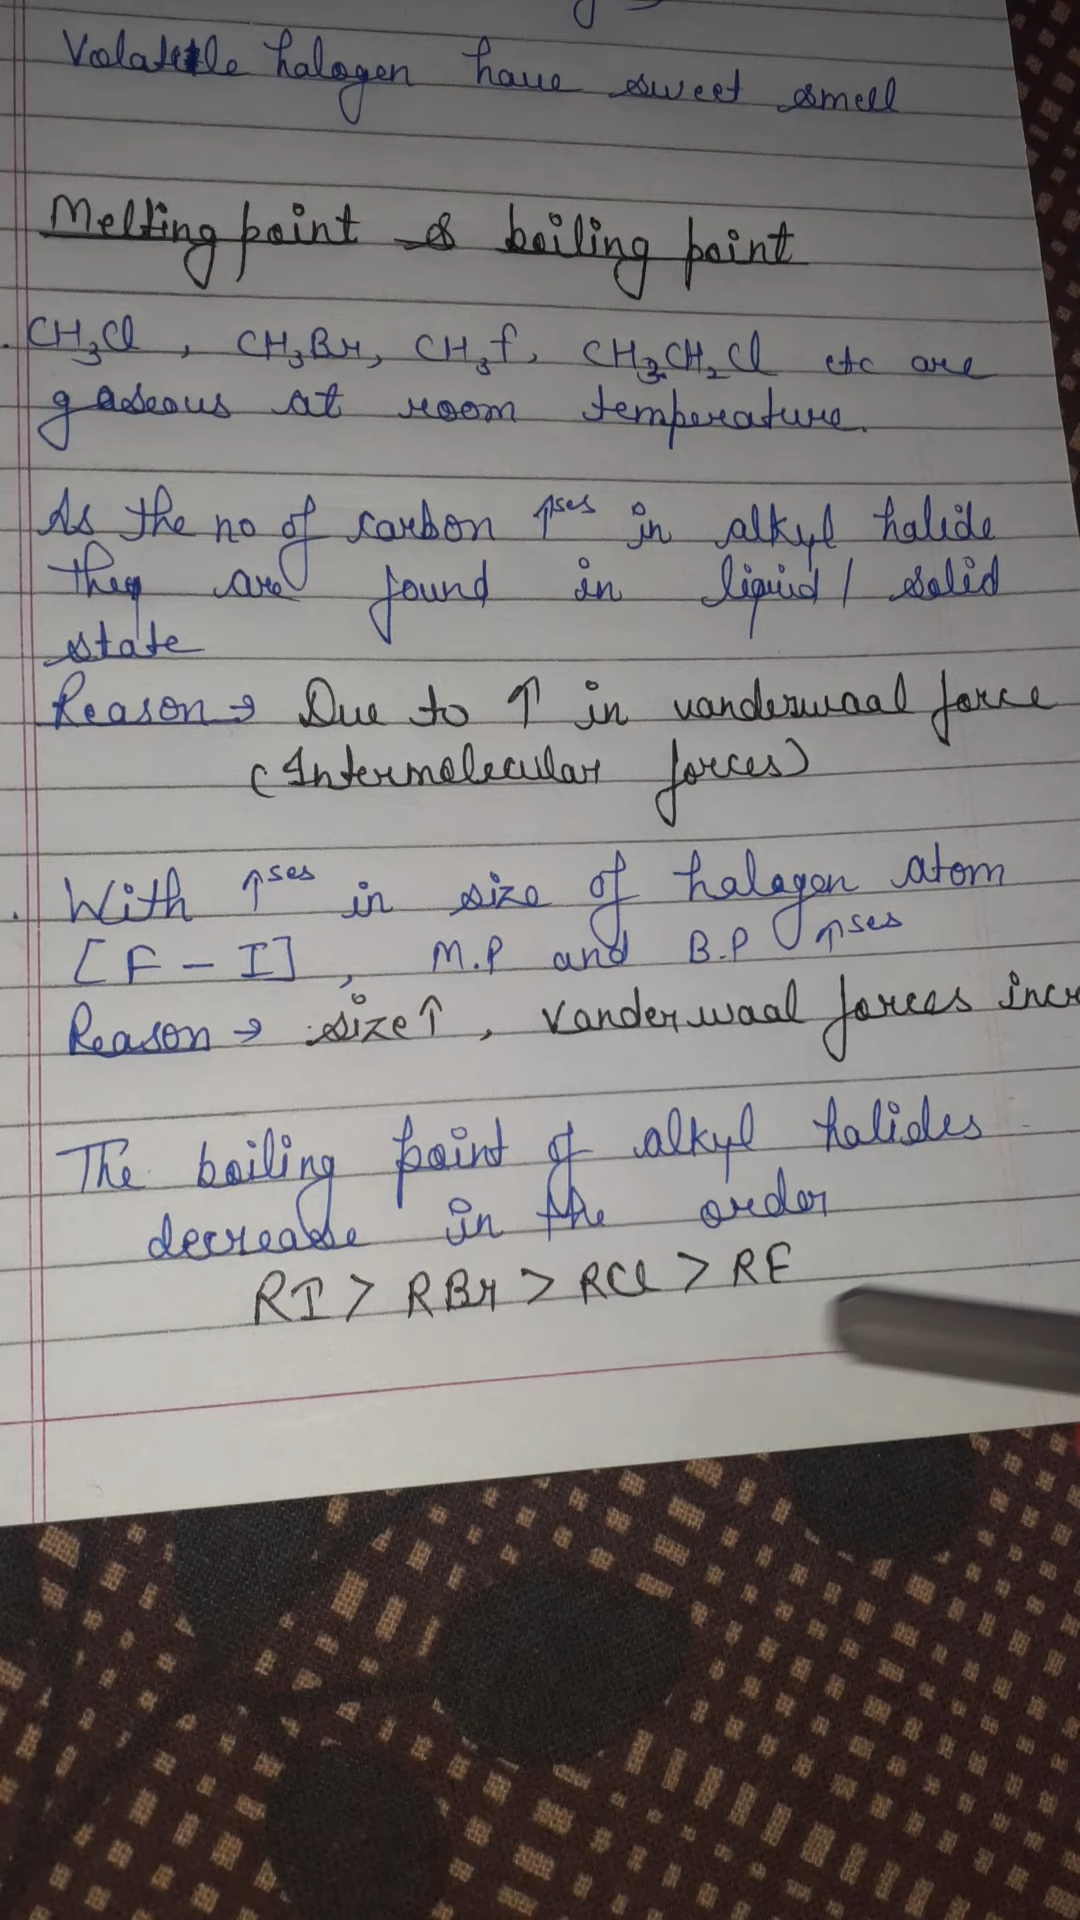 Volatile halogen have sweet smell
Melting point & boiling point
. CH₃Cl , CH₃Br, CH₃f, CH₃CH₂Cl etc are
gaseous at room temperature.
As the no of carbon ↑ses in alkyl halide
they are found in liquid / solid
state
Reason → Due to ↑ in vanderwaal force
(Intermolecular forces)
. With ↑ses in size of halogen atom
[F - I] , M.P and B.P ↑ses
Reason → size↑ , Vanderwaal forces incr
The boiling point of alkyl halides
decrease in the order
RI > RBr > RCl > RF